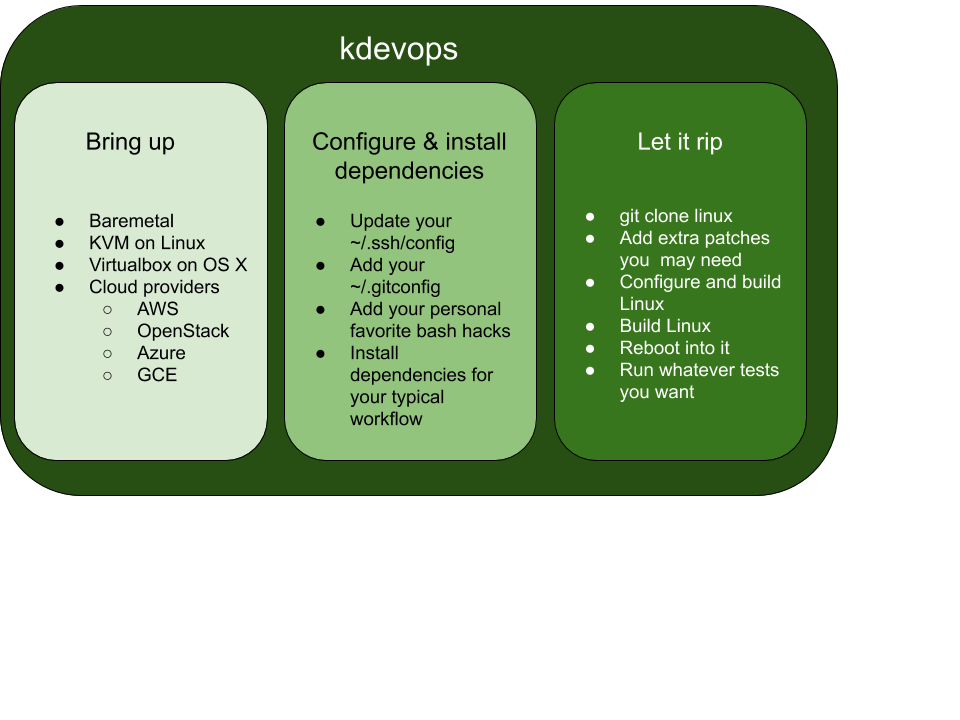 kdevops
Bring up
● Baremetal
● KVM on Linux
● Virtualbox on OS X
● Cloud providers
○ AWS
○ OpenStack
○ Azure
○ GCE
Configure & install
dependencies
● Update your
~/.ssh/config
● Add your
~/.gitconfig
● Add your personal
favorite bash hacks
● Install
dependencies for
your typical
workflow
Let it rip
● git clone linux
● Add extra patches
you  may need
● Configure and build
Linux
● Build Linux
● Reboot into it
● Run whatever tests
you want